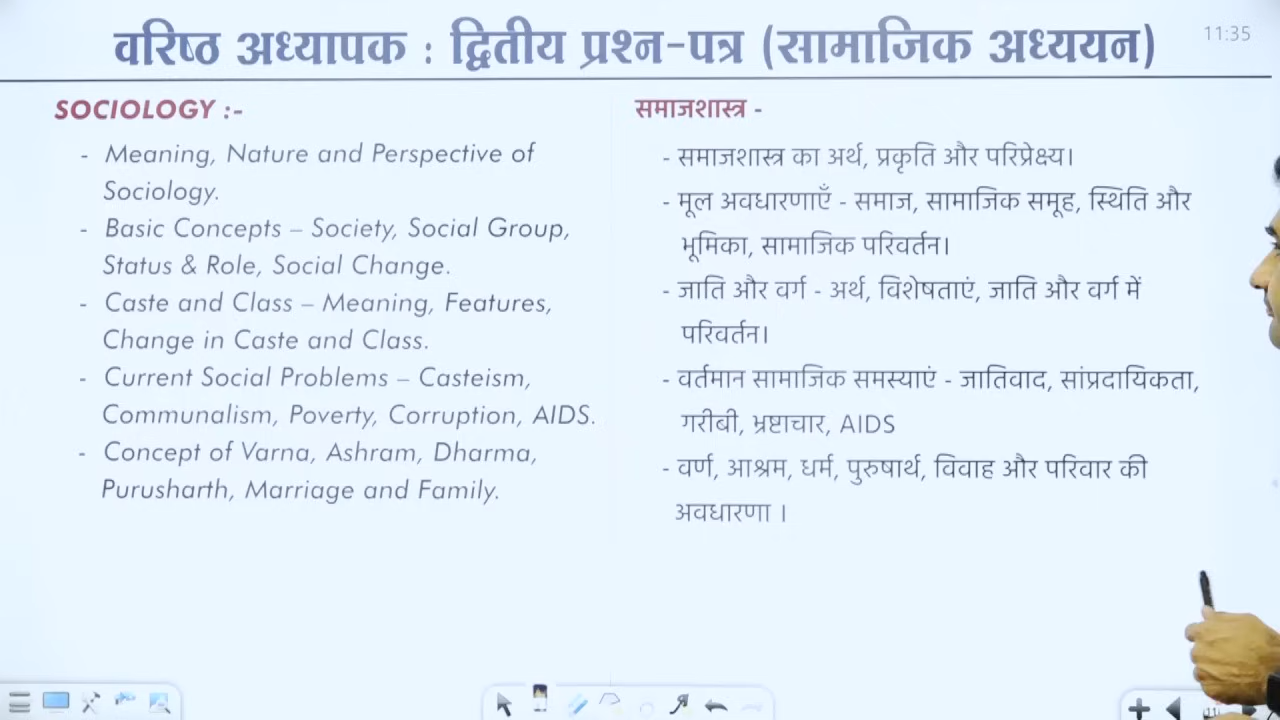 वरिष्ठ अध्यापक : द्वितीय प्रश्न-पत्र (सामाजिक अध्ययन)
11:35
SOCIOLOGY :-
- Meaning, Nature and Perspective of
Sociology.
- Basic Concepts – Society, Social Group,
Status & Role, Social Change.
- Caste and Class – Meaning, Features,
Change in Caste and Class.
- Current Social Problems – Casteism,
Communalism, Poverty, Corruption, AIDS.
- Concept of Varna, Ashram, Dharma,
Purusharth, Marriage and Family.
समाजशास्त्र -
- समाजशास्त्र का अर्थ, प्रकृति और परिप्रेक्ष्य।
- मूल अवधारणाएँ - समाज, सामाजिक समूह, स्थिति और
भूमिका, सामाजिक परिवर्तन।
- जाति और वर्ग - अर्थ, विशेषताएं, जाति और वर्ग में
परिवर्तन।
- वर्तमान सामाजिक समस्याएं - जातिवाद, सांप्रदायिकता,
गरीबी, भ्रष्टाचार, AIDS
- वर्ण, आश्रम, धर्म, पुरुषार्थ, विवाह और परिवार की
अवधारणा ।